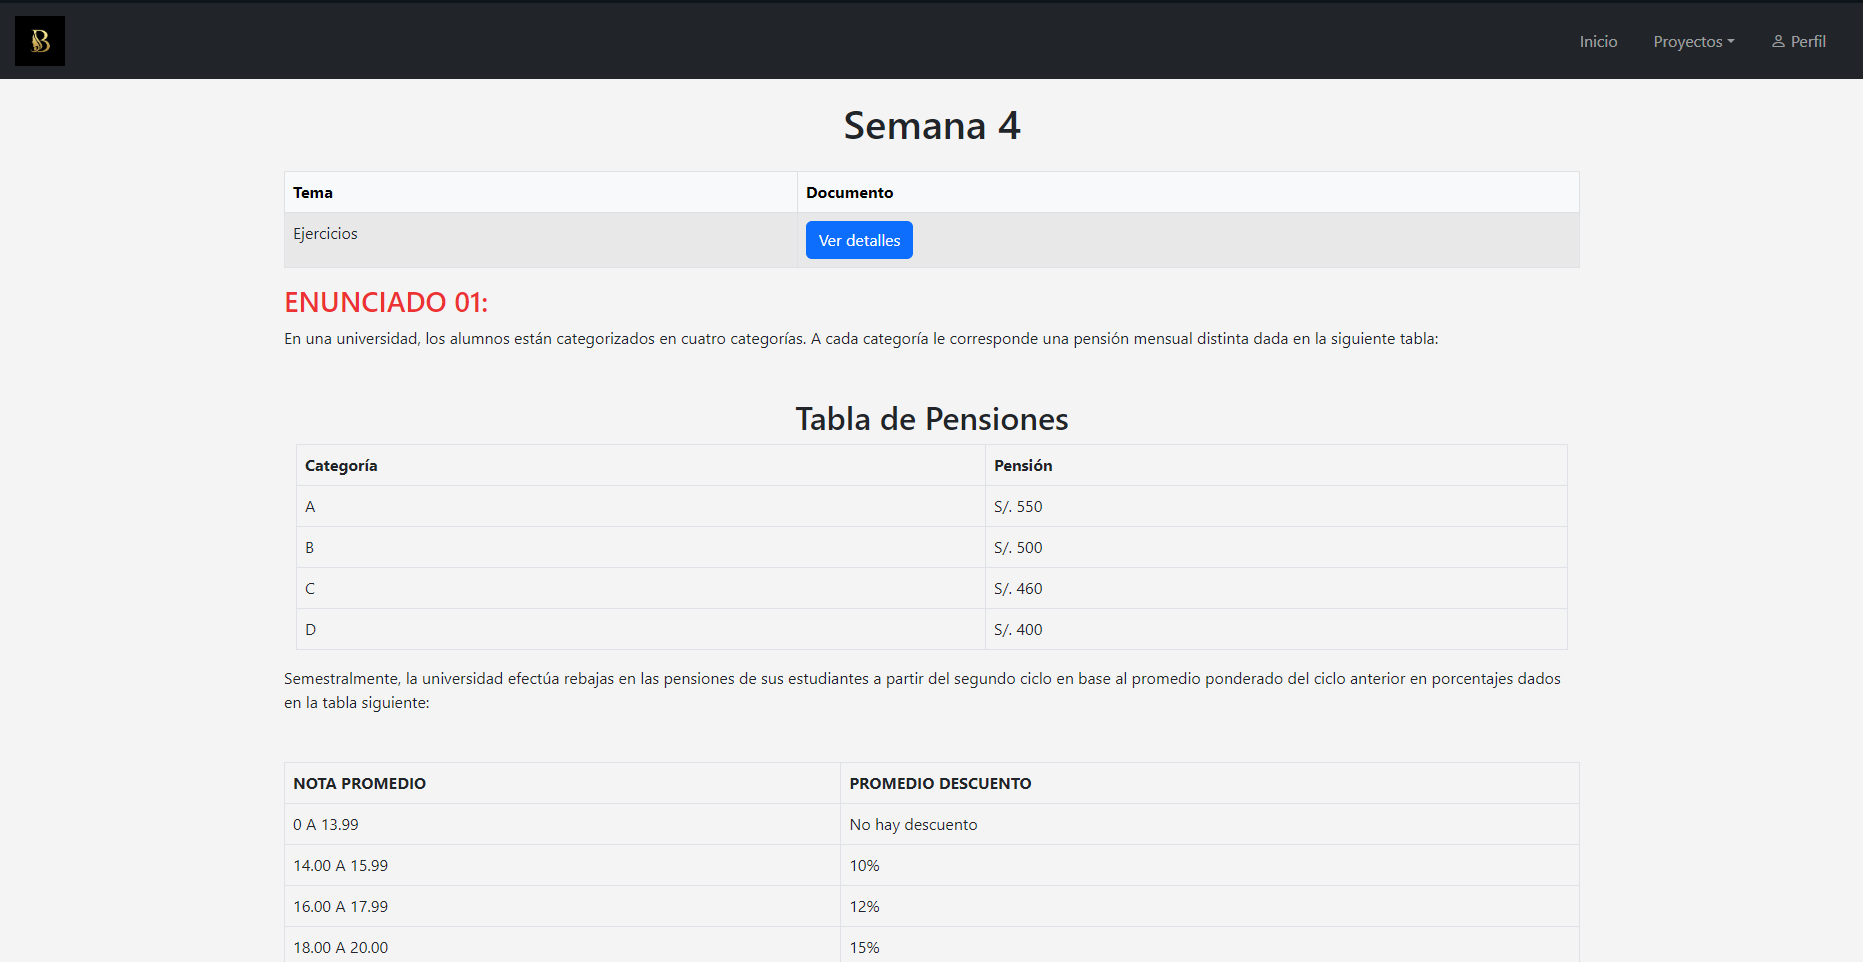 B
Inicio Proyectos Perfil
Semana 4
Tema Documento
Ejercicios Ver detalles
ENUNCIADO 01:
En una universidad, los alumnos están categorizados en cuatro categorías. A cada categoría le corresponde una pensión mensual distinta dada en la siguiente tabla:
Tabla de Pensiones
Categoría Pensión
A S/. 550
B S/. 500
C S/. 460
D S/. 400
Semestralmente, la universidad efectúa rebajas en las pensiones de sus estudiantes a partir del segundo ciclo en base al promedio ponderado del ciclo anterior en porcentajes dados
en la tabla siguiente:
NOTA PROMEDIO PROMEDIO DESCUENTO
0 A 13.99 No hay descuento
14.00 A 15.99 10%
16.00 A 17.99 12%
18.00 A 20.00 15%